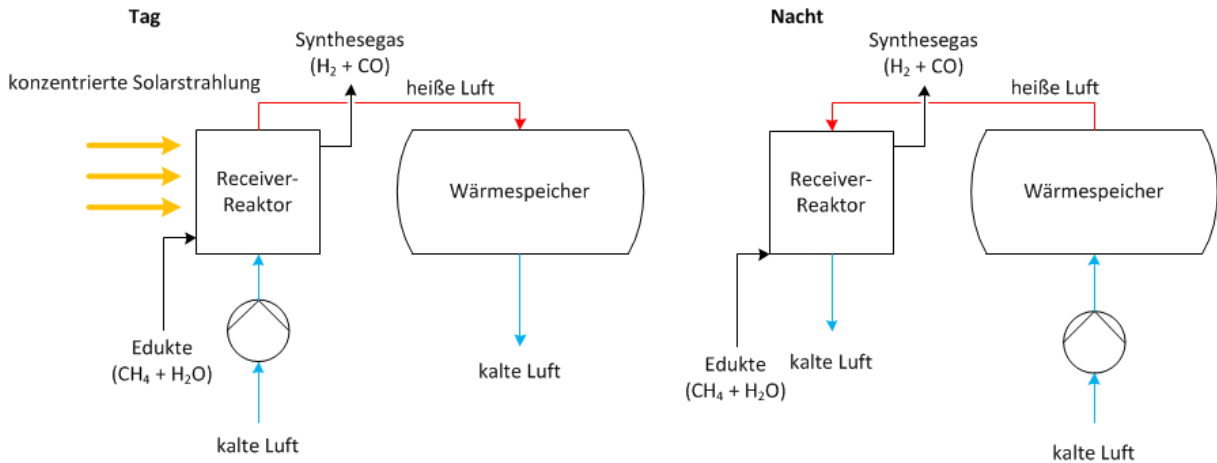 Tag
Synthesegas
(H₂ + CO)
konzentrierte Solarstrahlung
heiße Luft
Receiver-
Reaktor
Wärmespeicher
Edukte
(CH₄ + H₂O)
kalte Luft
kalte Luft
Nacht
Synthesegas
(H₂ + CO)
heiße Luft
Receiver-
Reaktor
Wärmespeicher
Edukte
(CH₄ + H₂O)
kalte Luft
kalte Luft